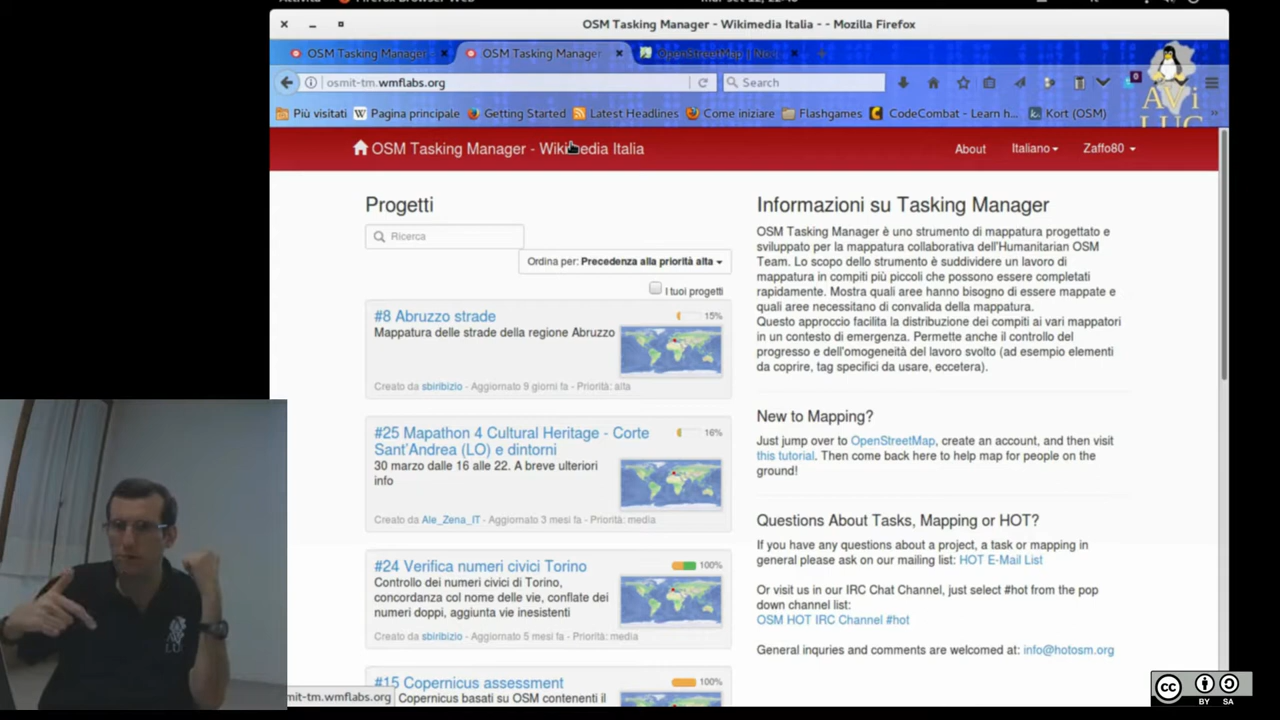 OSM Tasking Manager - Wikimedia Italia - - Mozilla Firefox
OSM Tasking Manager
OSM Tasking Manager
OpenStreetMap
osmit-tm.wmflabs.org
Search
Più visitati
Pagina principale
Getting Started
Latest Headlines
Come iniziare
Flashgames
CodeCombat - Learn h...
Kort (OSM)
OSM Tasking Manager - Wikimedia Italia
About
Italiano
Zaffo80
Progetti
Ricerca
Ordina per: Precedenza alla priorità alta
I tuoi progetti
#8 Abruzzo strade
15%
Mappatura delle strade della regione Abruzzo
Creato da sbiribizio - Aggiornato 9 giorni fa - Priorità: alta
#25 Mapathon 4 Cultural Heritage - Corte
Sant'Andrea (LO) e dintorni
16%
30 marzo dalle 16 alle 22. A breve ulteriori
info
Creato da Ale_Zena_IT - Aggiornato 3 mesi fa - Priorità: media
#24 Verifica numeri civici Torino
100%
Controllo dei numeri civici di Torino,
concordanza col nome delle vie, conflate dei
numeri doppi, aggiunta vie inesistenti
Creato da sbiribizio - Aggiornato 5 mesi fa - Priorità: media
#15 Copernicus assessment
100%
Copernicus basati su OSM contenenti il
Informazioni su Tasking Manager
OSM Tasking Manager è uno strumento di mappatura progettato e
sviluppato per la mappatura collaborativa dell'Humanitarian OSM
Team. Lo scopo dello strumento è suddividere un lavoro di
mappatura in compiti più piccoli che possono essere completati
rapidamente. Mostra quali aree hanno bisogno di essere mappate e
quali aree necessitano di convalida della mappatura.
Questo approccio facilita la distribuzione dei compiti ai vari mappatori
in un contesto di emergenza. Permette anche il controllo del
progresso e dell'omogeneità del lavoro svolto (ad esempio elementi
da coprire, tag specifici da usare, eccetera).
New to Mapping?
Just jump over to OpenStreetMap, create an account, and then visit
this tutorial. Then come back here to help map for people on the
ground!
Questions About Tasks, Mapping or HOT?
If you have any questions about a project, a task or mapping in
general please ask on our mailing list: HOT E-Mail List
Or visit us in our IRC Chat Channel, just select #hot from the pop
down channel list:
OSM HOT IRC Channel #hot
General inquries and comments are welcomed at: info@hotosm.org
mit-tm.wmflabs.org
cc
BY SA